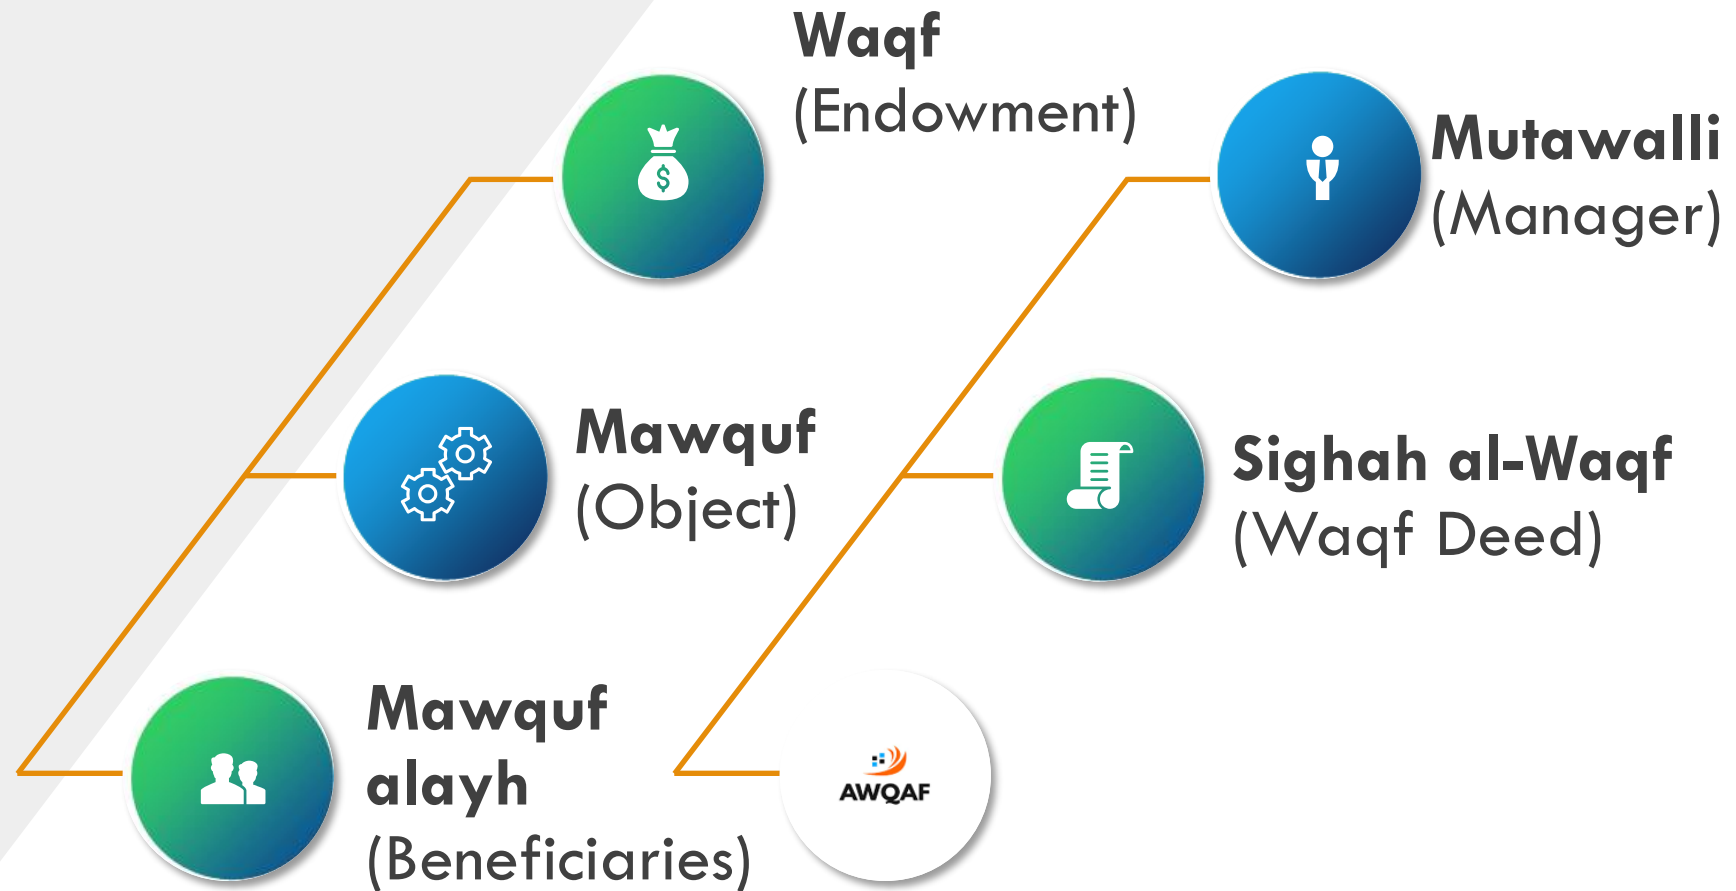 Waqf
(Endowment)
Mawquf
(Object)
Mawquf
alayh
(Beneficiaries)
Mutawalli
(Manager)
Sighah al-Waqf
(Waqf Deed)
AWQAF
$